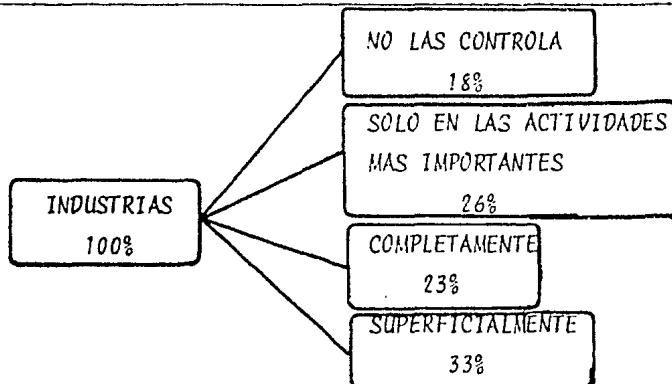 NO LAS CONTROLA
18%
SOLO EN LAS ACTIVIDADES
MAS IMPORTANTES
26%
INDUSTRIAS
100%
COMPLETAMENTE
23%
SUPERFICIALMENTE
33%